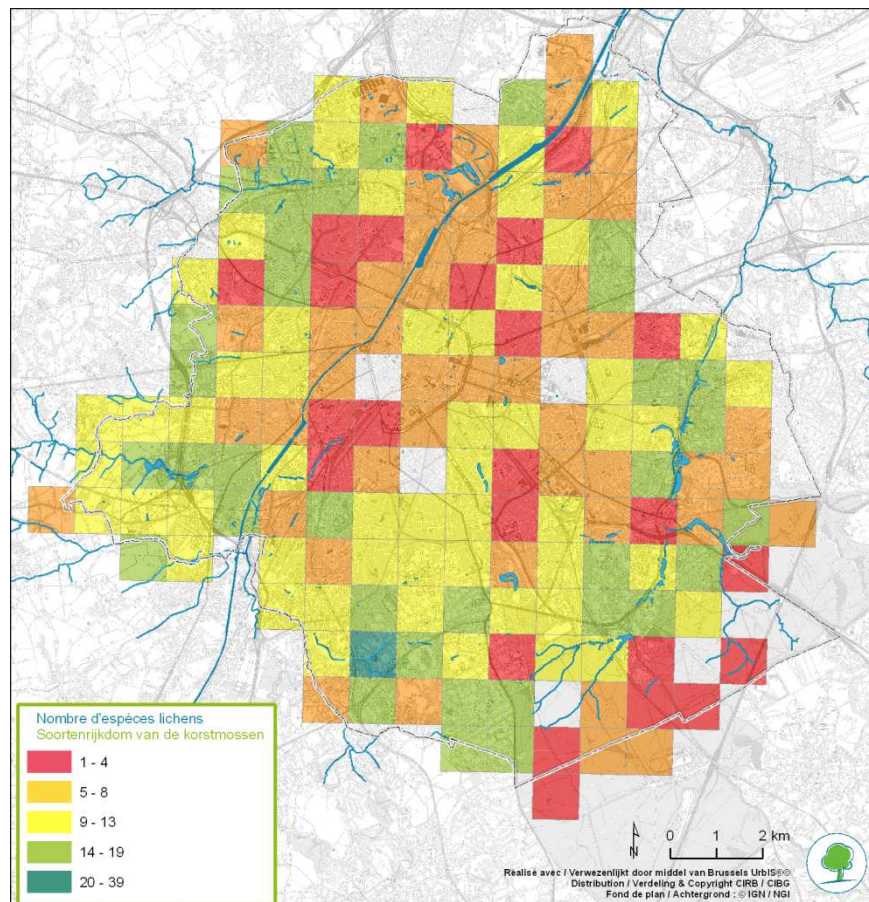 Nombre d'espèces lichens
Soortenrijkdom van de korstmossen
1 - 4
5 - 8
9 - 13
14 - 19
20 - 39
N
0 1 2 km
Réalisé avec / Verwezenlijkt door middel van Brussels UrbIS®©
Distribution / Verdeling & Copyright CIRB / CIBG
Fond de plan / Achtergrond : © IGN / NGI